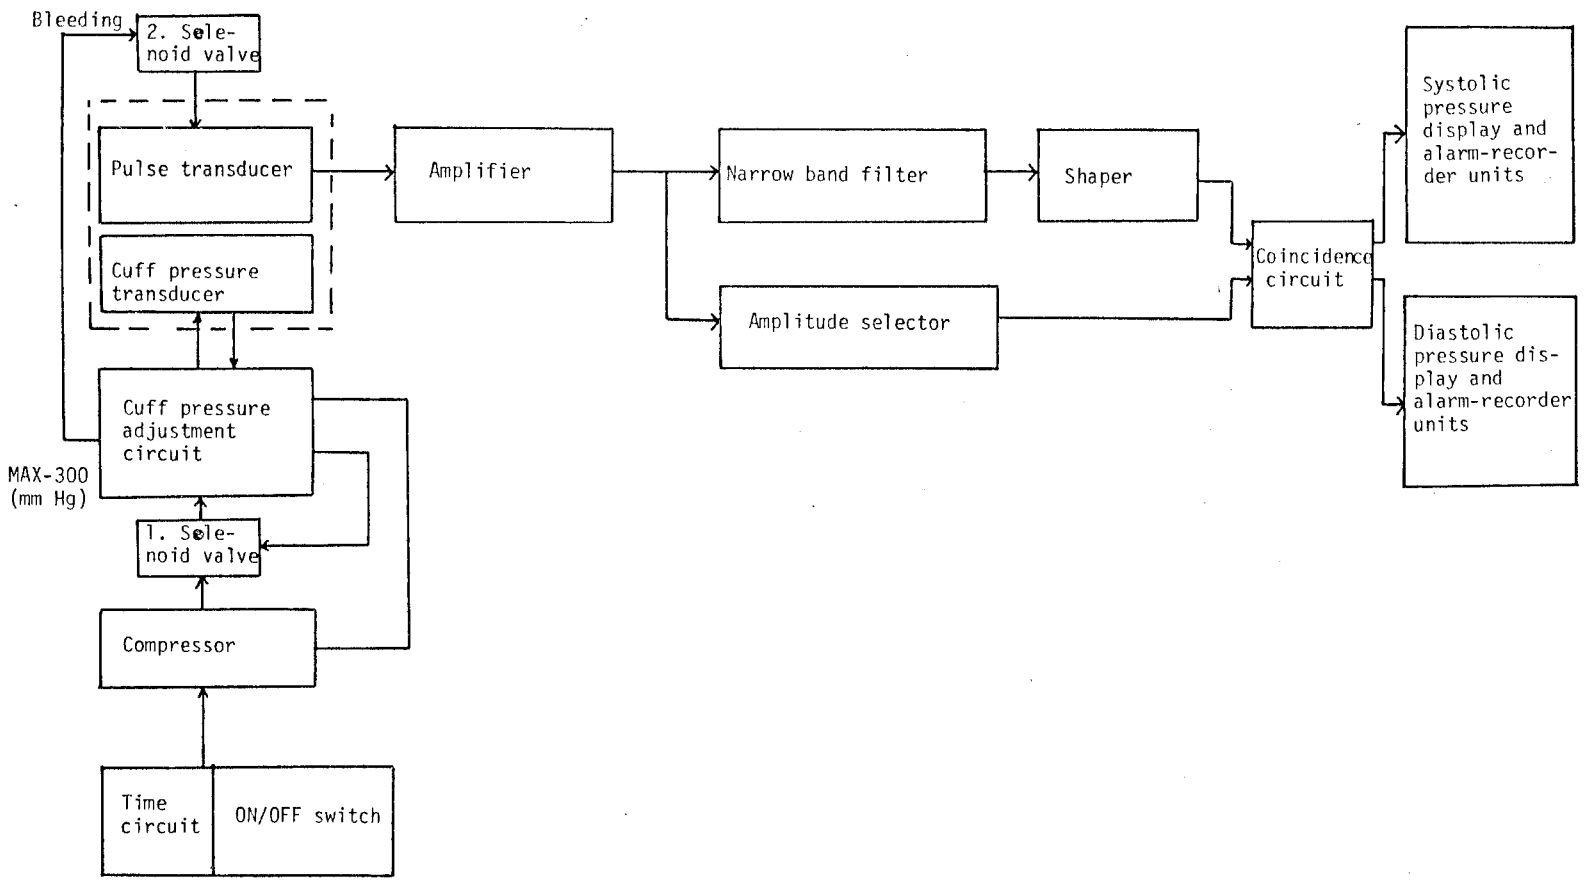 Bleeding
2. Sole-
noid valve
Pulse transducer
Cuff pressure
transducer
Amplifier
Narrow band filter
Shaper
Amplitude selector
Coincidence
circuit
Systolic
pressure
display and
alarm-recor-
der units
Diastolic
pressure dis-
play and
alarm-recorder
units
Cuff pressure
adjustment
circuit
MAX-300
(mm Hg)
1. Sole-
noid valve
Compressor
Time
circuit
ON/OFF switch